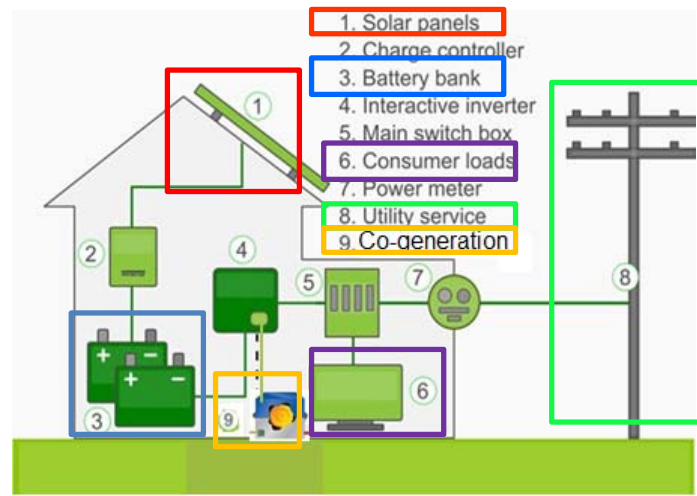 1. Solar panels
2. Charge controller
3. Battery bank
4. Interactive inverter
5. Main switch box
6. Consumer loads
7. Power meter
8. Utility service
9. Co-generation
1
2
4
5
7
8
3
9
6
+ −
+ −